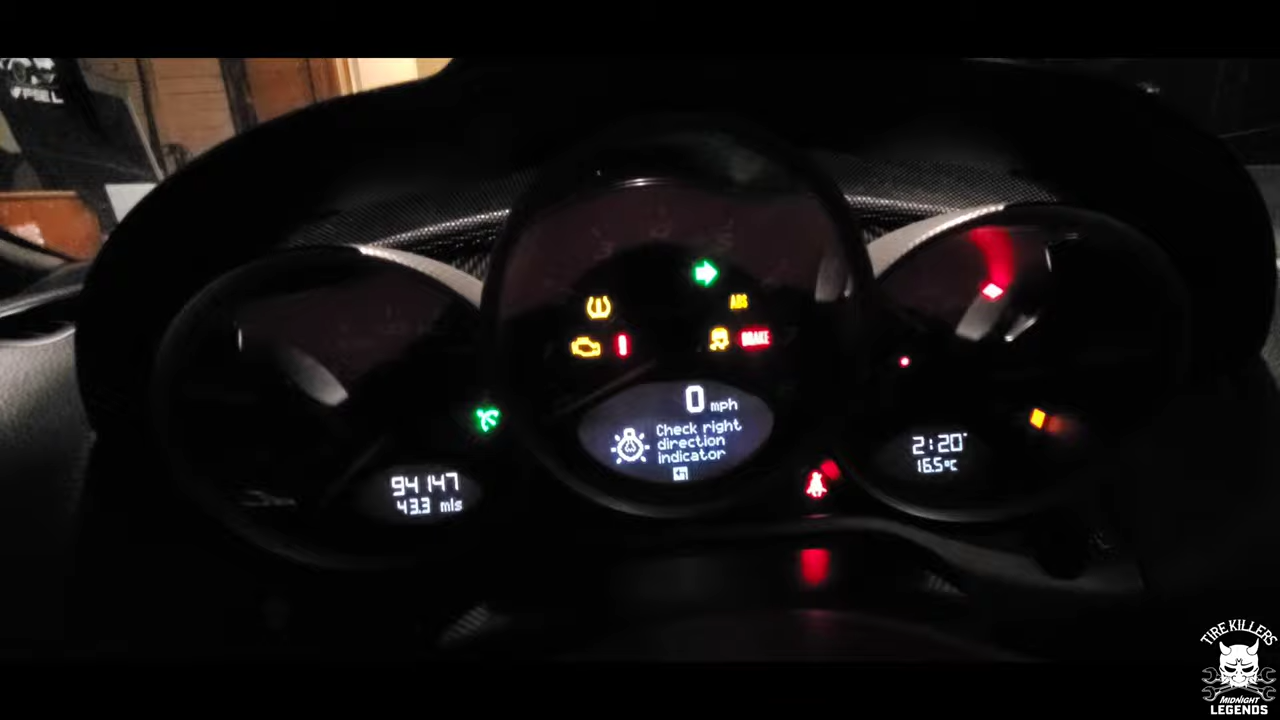 ABS
BRAKE
0 mph
Check right
direction
indicator
94147
43.3 mls
2:20
16.5°C
TIRE KILLERS
MIDNIGHT
LEGENDS